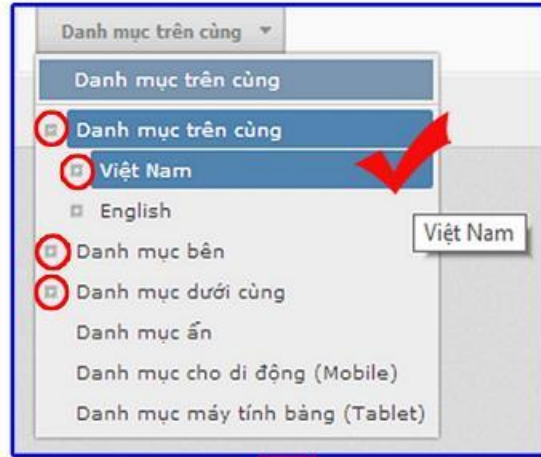 Danh mục trên cùng
Danh mục trên cùng
Danh mục trên cùng
Việt Nam
English
Việt Nam
Danh mục bên
Danh mục dưới cùng
Danh mục ẩn
Danh mục cho di động (Mobile)
Danh mục máy tính bảng (Tablet)